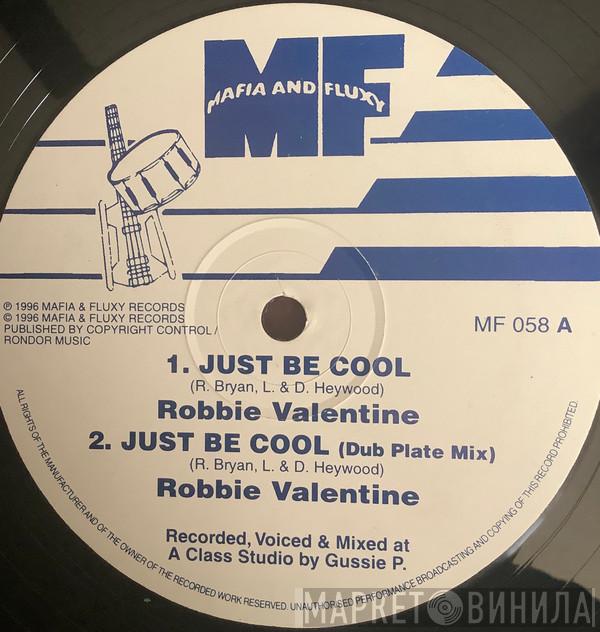 MF
MAFIA AND FLUXY
℗ 1996 MAFIA & FLUXY RECORDS
© 1996 MAFIA & FLUXY RECORDS
PUBLISHED BY COPYRIGHT CONTROL /
RONDOR MUSIC
MF 058 A
1. JUST BE COOL
(R. Bryan, L. & D. Heywood)
Robbie Valentine
2. JUST BE COOL (Dub Plate Mix)
(R. Bryan, L. & D. Heywood)
Robbie Valentine
Recorded, Voiced & Mixed at
A Class Studio by Gussie P.
ALL RIGHTS OF THE MANUFACTURER AND OF THE OWNER OF THE RECORDED WORK RESERVED. UNAUTHORISED PERFORMANCE BROADCASTING AND COPYING OF THIS RECORD PROHIBITED.
МАРКЕТ ВИНИЛА